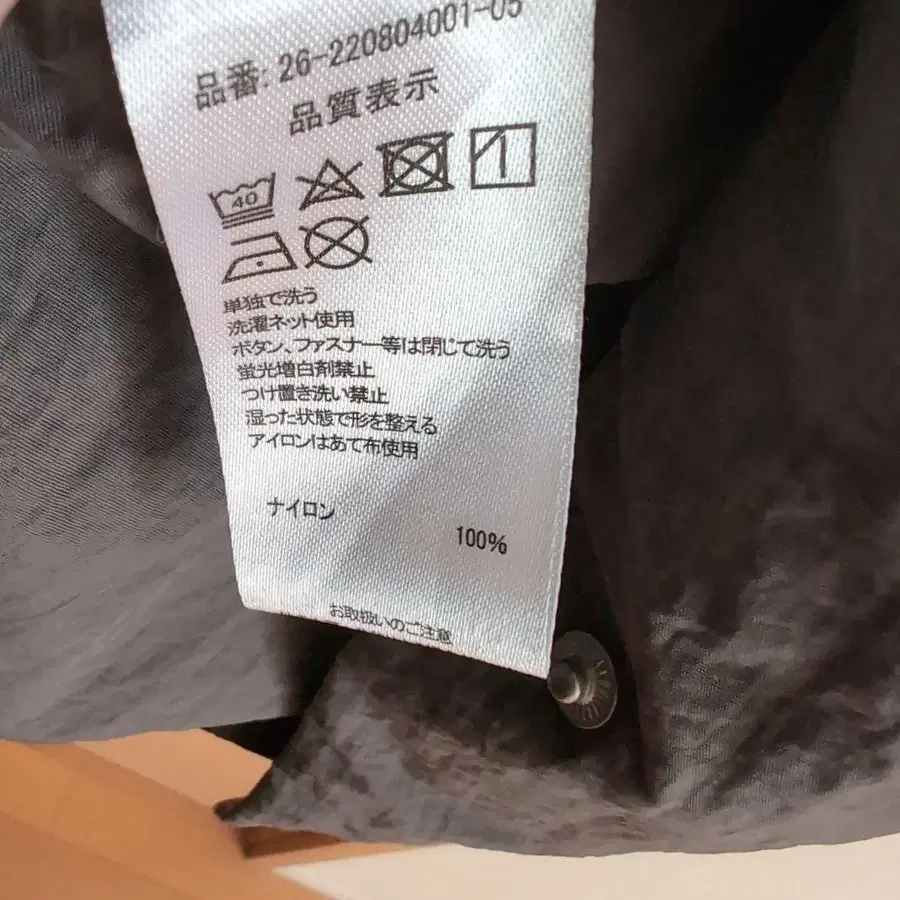 品番: 26-220804001-05
品質表示
40
単独で洗う
洗濯ネット使用
ボタン、ファスナー等は閉じて洗う
蛍光増白剤禁止
つけ置き洗い禁止
湿った状態で形を整える
アイロンはあて布使用
ナイロン 100%
お取扱いのご注意